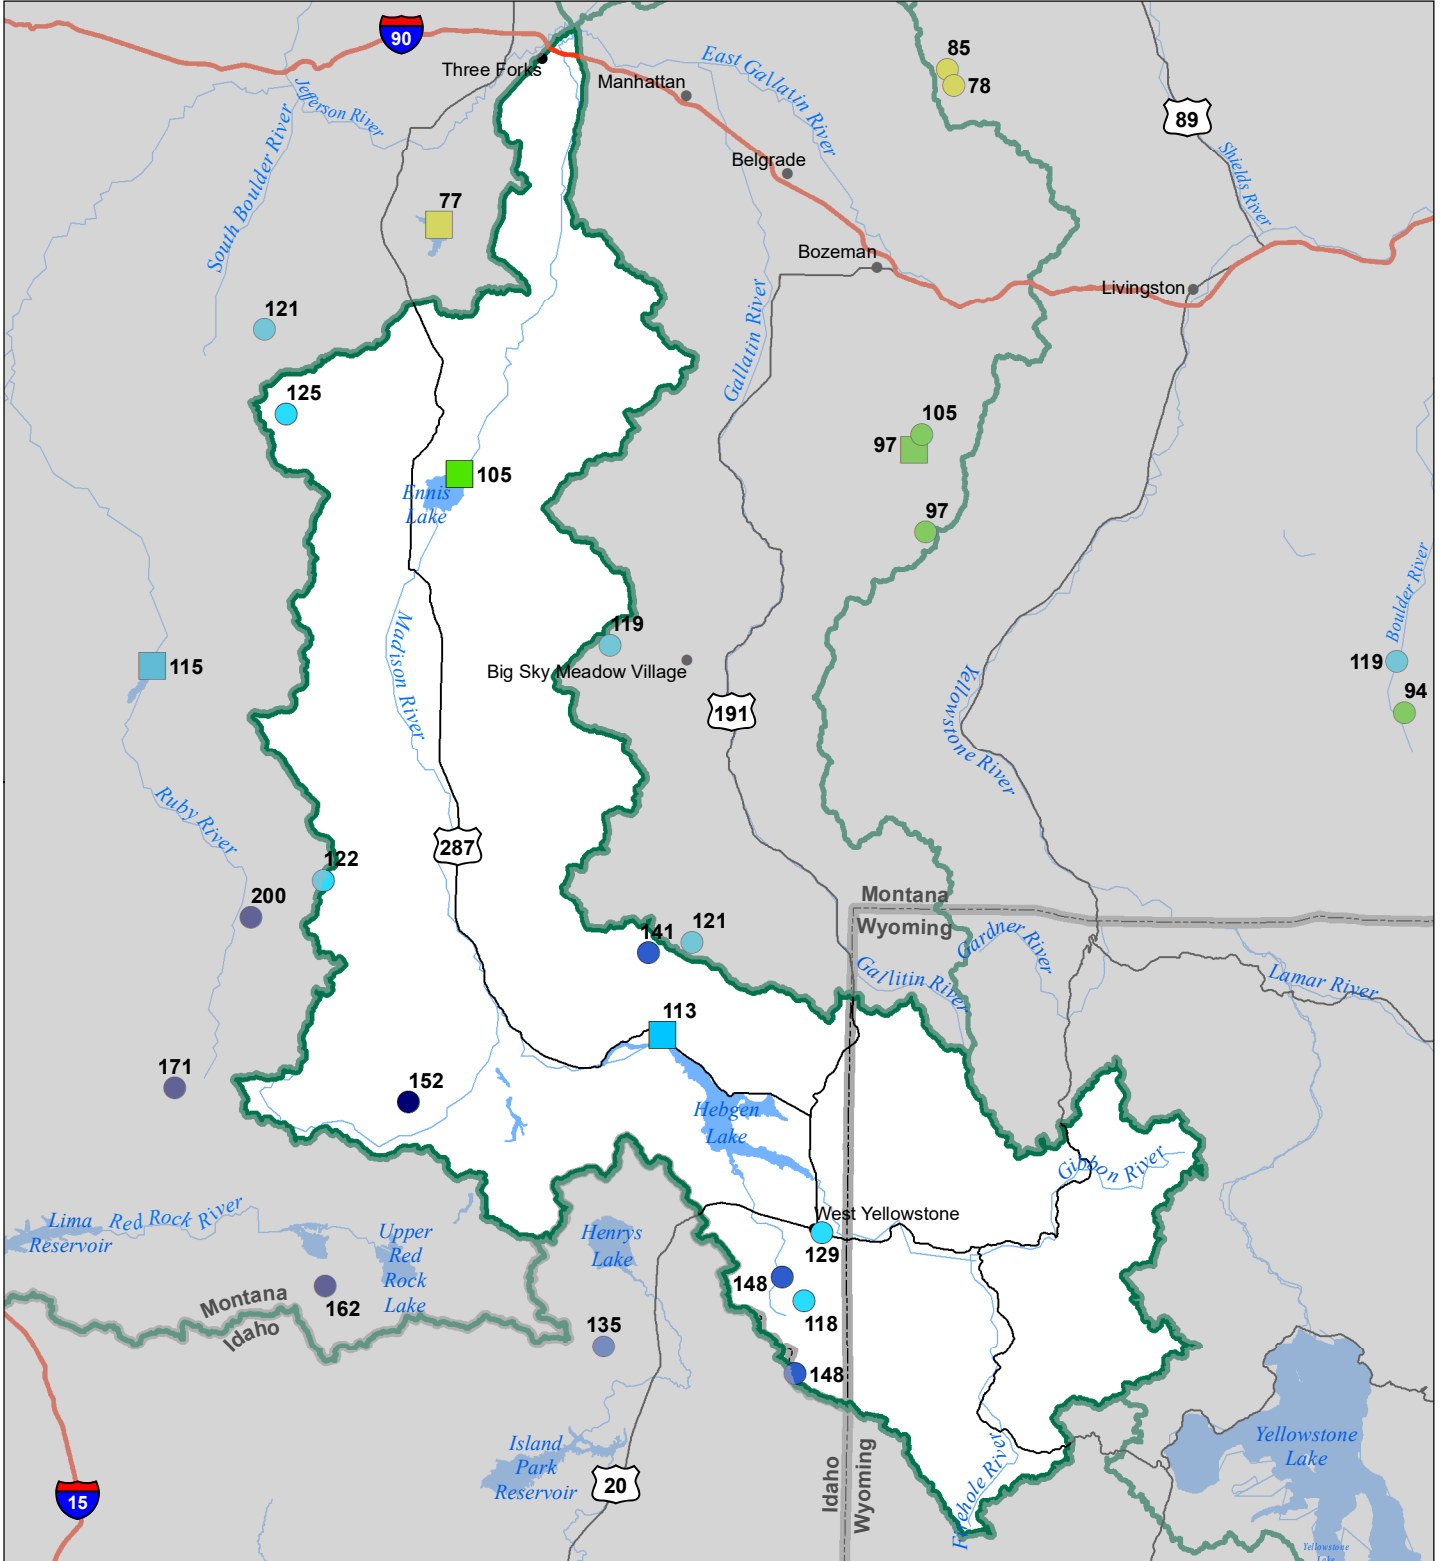 90
Three Forks
Manhattan
East Gallatin River
85
78
89
Jefferson River
South Boulder River
Belgrade
Shields River
77
Bozeman
Livingston
121
Gallatin River
125
105
97
105
Ennis
Lake
97
Boulder River
Madison River
119
Big Sky Meadow Village
115
119
94
191
Yellowstone River
Ruby River
287
122
200
Montana
Wyoming
141
121
Gardner River
Gallitin River
Lamar River
113
171
152
Hebgen
Lake
Gibbon River
Lima
Reservoir
Red Rock River
Upper
Red
Rock
Lake
Henrys
Lake
West Yellowstone
129
148
118
162
Montana
Idaho
135
148
Island
Park
Reservoir
20
Idaho
Wyoming
Firehole River
Yellowstone
Lake
15
Yellowstone
Lake